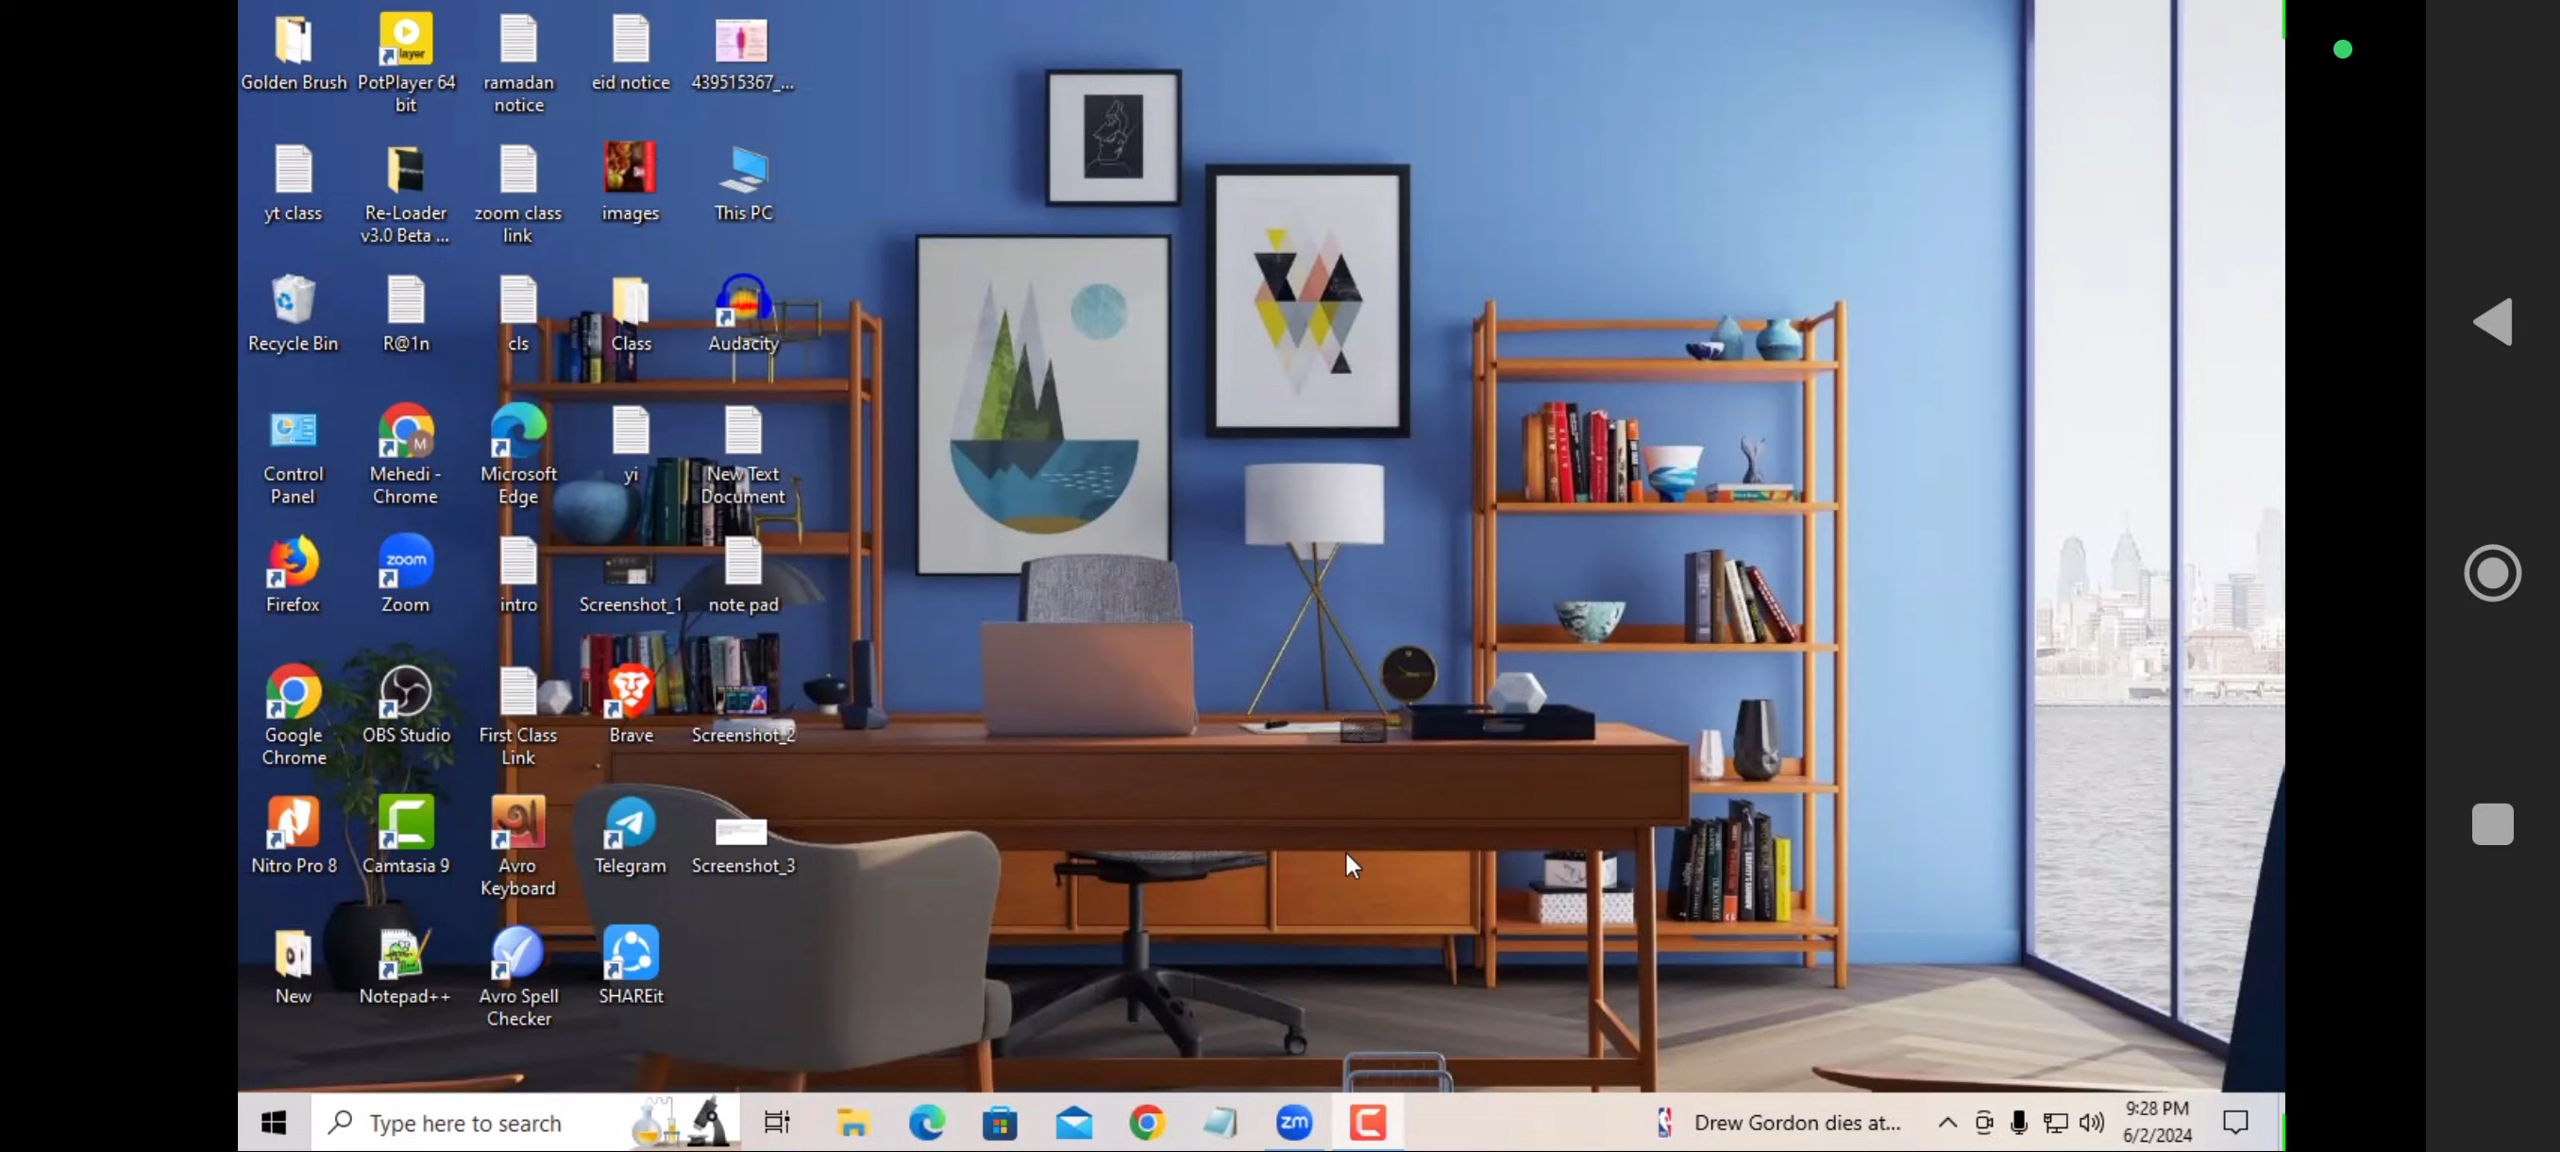 Golden Brush
PotPlayer 64
bit
ramadan
notice
eid notice
439515367_...
yt class
Re-Loader
v3.0 Beta ...
zoom class
link
images
This PC
Recycle Bin
R@1n
cls
Class
Audacity
Control
Panel
Mehedi -
Chrome
Microsoft
Edge
yi
New Text
Document
Firefox
zoom
Zoom
intro
Screenshot_1
note pad
Google
Chrome
OBS Studio
First Class
Link
Brave
Screenshot_2
Nitro Pro 8
Camtasia 9
Avro
Keyboard
Telegram
Screenshot_3
New
Notepad++
Avro Spell
Checker
SHAREit
Type here to search
zm
Drew Gordon dies at...
9:28 PM
6/2/2024